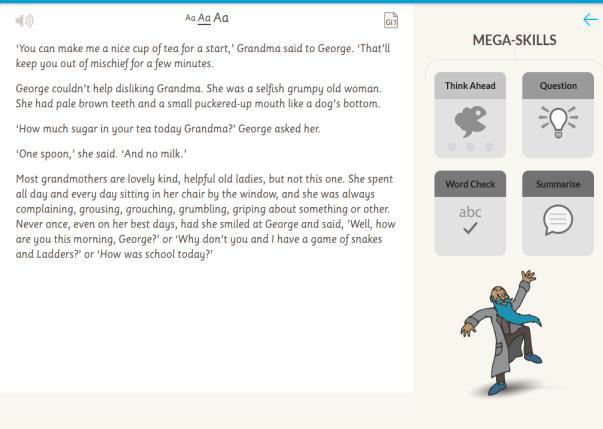 Aa Aa Aa
‘You can make me a nice cup of tea for a start,’ Grandma said to George. ‘That’ll
keep you out of mischief for a few minutes.
George couldn’t help disliking Grandma. She was a selfish grumpy old woman.
She had pale brown teeth and a small puckered-up mouth like a dog’s bottom.
‘How much sugar in your tea today Grandma?’ George asked her.
‘One spoon,’ she said. ‘And no milk.’
Most grandmothers are lovely kind, helpful old ladies, but not this one. She spent
all day and every day sitting in her chair by the window, and she was always
complaining, grousing, grouching, grumbling, griping about something or other.
Never once, even on her best days, had she smiled at George and said, ‘Well, how
are you this morning, George?’ or ‘Why don’t you and I have a game of snakes
and Ladders?’ or ‘How was school today?’
MEGA-SKILLS
Think Ahead
Question
Word Check
abc
Summarise